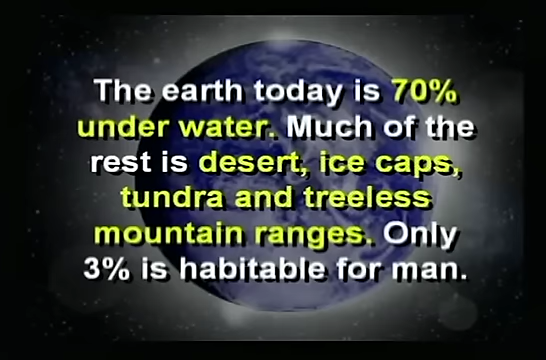 The earth today is 70%
under water. Much of the
rest is desert, ice caps,
tundra and treeless
mountain ranges. Only
3% is habitable for man.